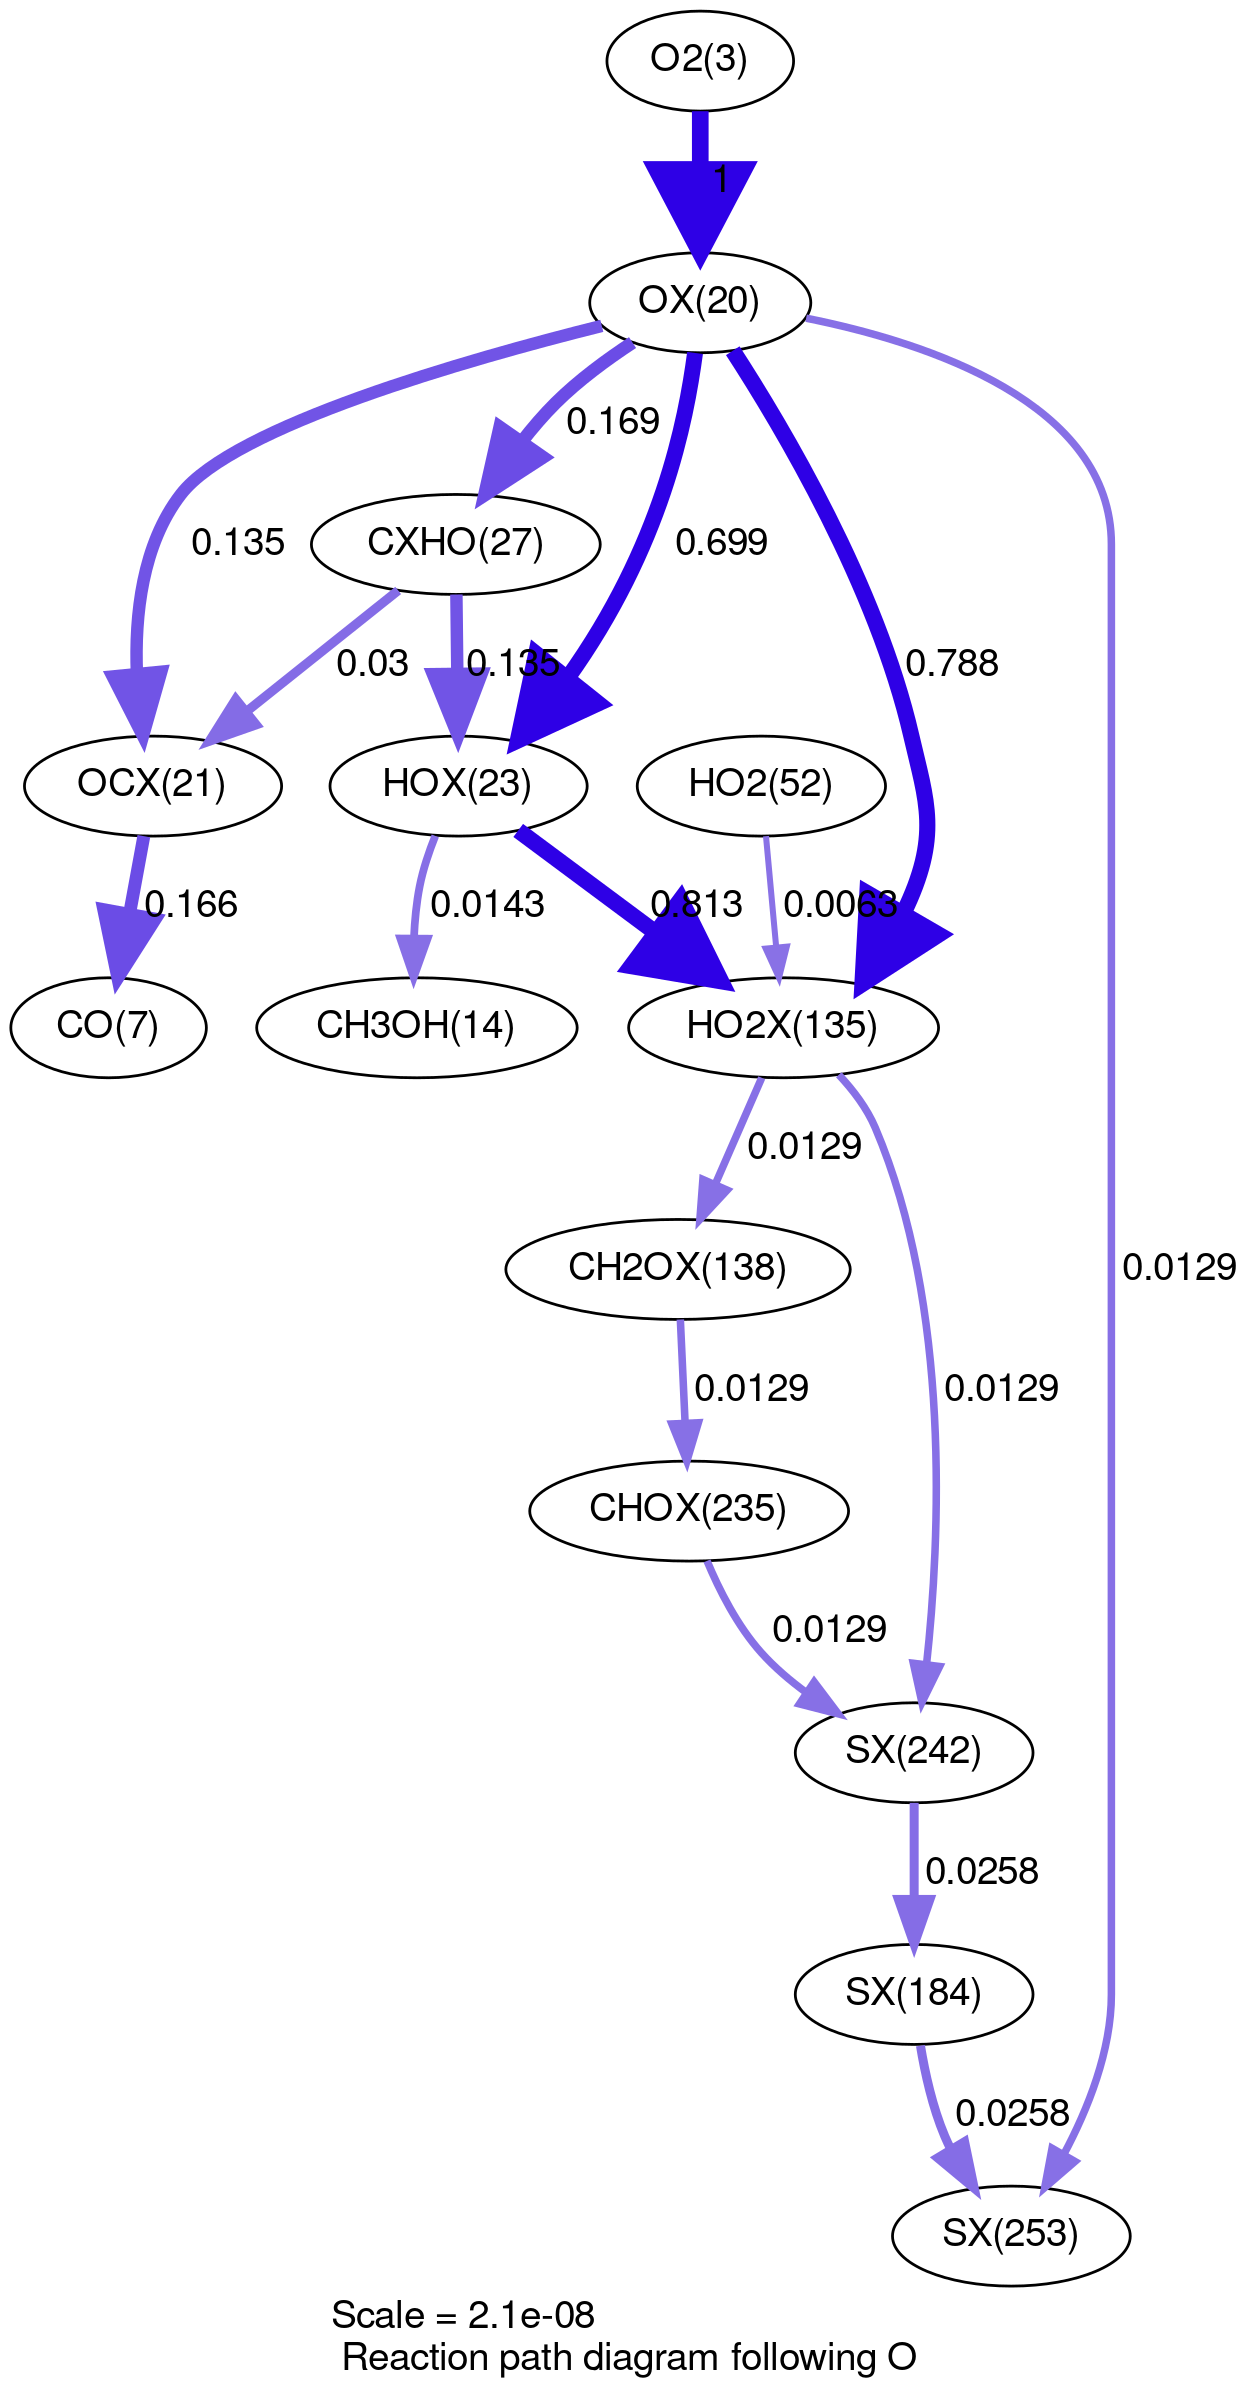 O2(3)
1
OX(20)
0.169
0.135
CXHO(27)
0.699
0.03
0.135
0.788
OCX(21)
HOX(23)
HO2(52)
0.166
0.0143
0.813
0.0063
CO(7)
CH3OH(14)
HO2X(135)
0.0129
CH2OX(138)
0.0129
0.0129
0.0129
CHOX(235)
0.0129
SX(242)
0.0258
SX(184)
0.0258
SX(253)
Scale = 2.1e-08
Reaction path diagram following O